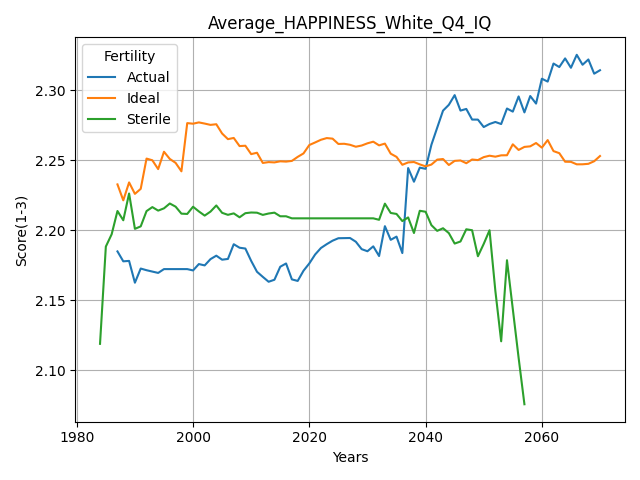 Average_HAPPINESS_White_Q4_IQ
Fertility
Actual
Ideal
Sterile
Score(1-3)
2.30
2.25
2.20
2.15
2.10
1980
2000
2020
2040
2060
Years